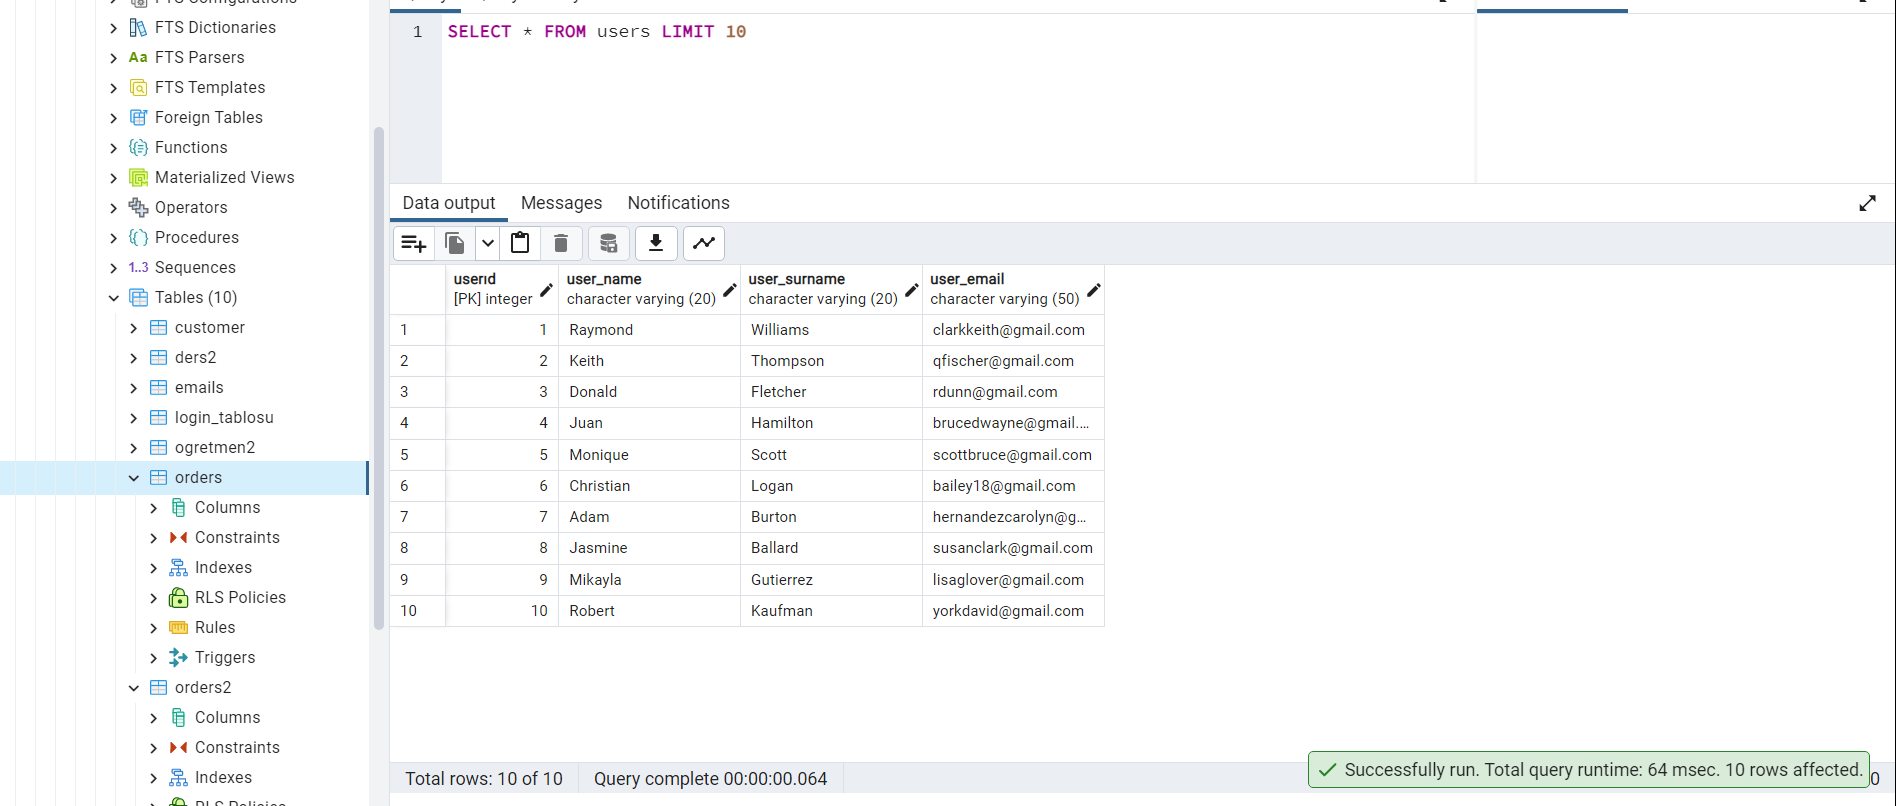 FTS Dictionaries
Aa FTS Parsers
FTS Templates
Foreign Tables
Functions
Materialized Views
Operators
Procedures
1..3 Sequences
Tables (10)
customer
ders2
emails
login_tablosu
ogretmen2
orders
Columns
Constraints
Indexes
RLS Policies
Rules
Triggers
orders2
Columns
Constraints
Indexes
RLS Policies
1 SELECT * FROM users LIMIT 10
Data output Messages Notifications
userid user_name user_surname user_email
[PK] integer character varying (20) character varying (20) character varying (50)
1 1 Raymond Williams clarkkeith@gmail.com
2 2 Keith Thompson qfischer@gmail.com
3 3 Donald Fletcher rdunn@gmail.com
4 4 Juan Hamilton brucedwayne@gmail.…
5 5 Monique Scott scottbruce@gmail.com
6 6 Christian Logan bailey18@gmail.com
7 7 Adam Burton hernandezcarolyn@g…
8 8 Jasmine Ballard susanclark@gmail.com
9 9 Mikayla Gutierrez lisaglover@gmail.com
10 10 Robert Kaufman yorkdavid@gmail.com
Total rows: 10 of 10 Query complete 00:00:00.064
Successfully run. Total query runtime: 64 msec. 10 rows affected.
0